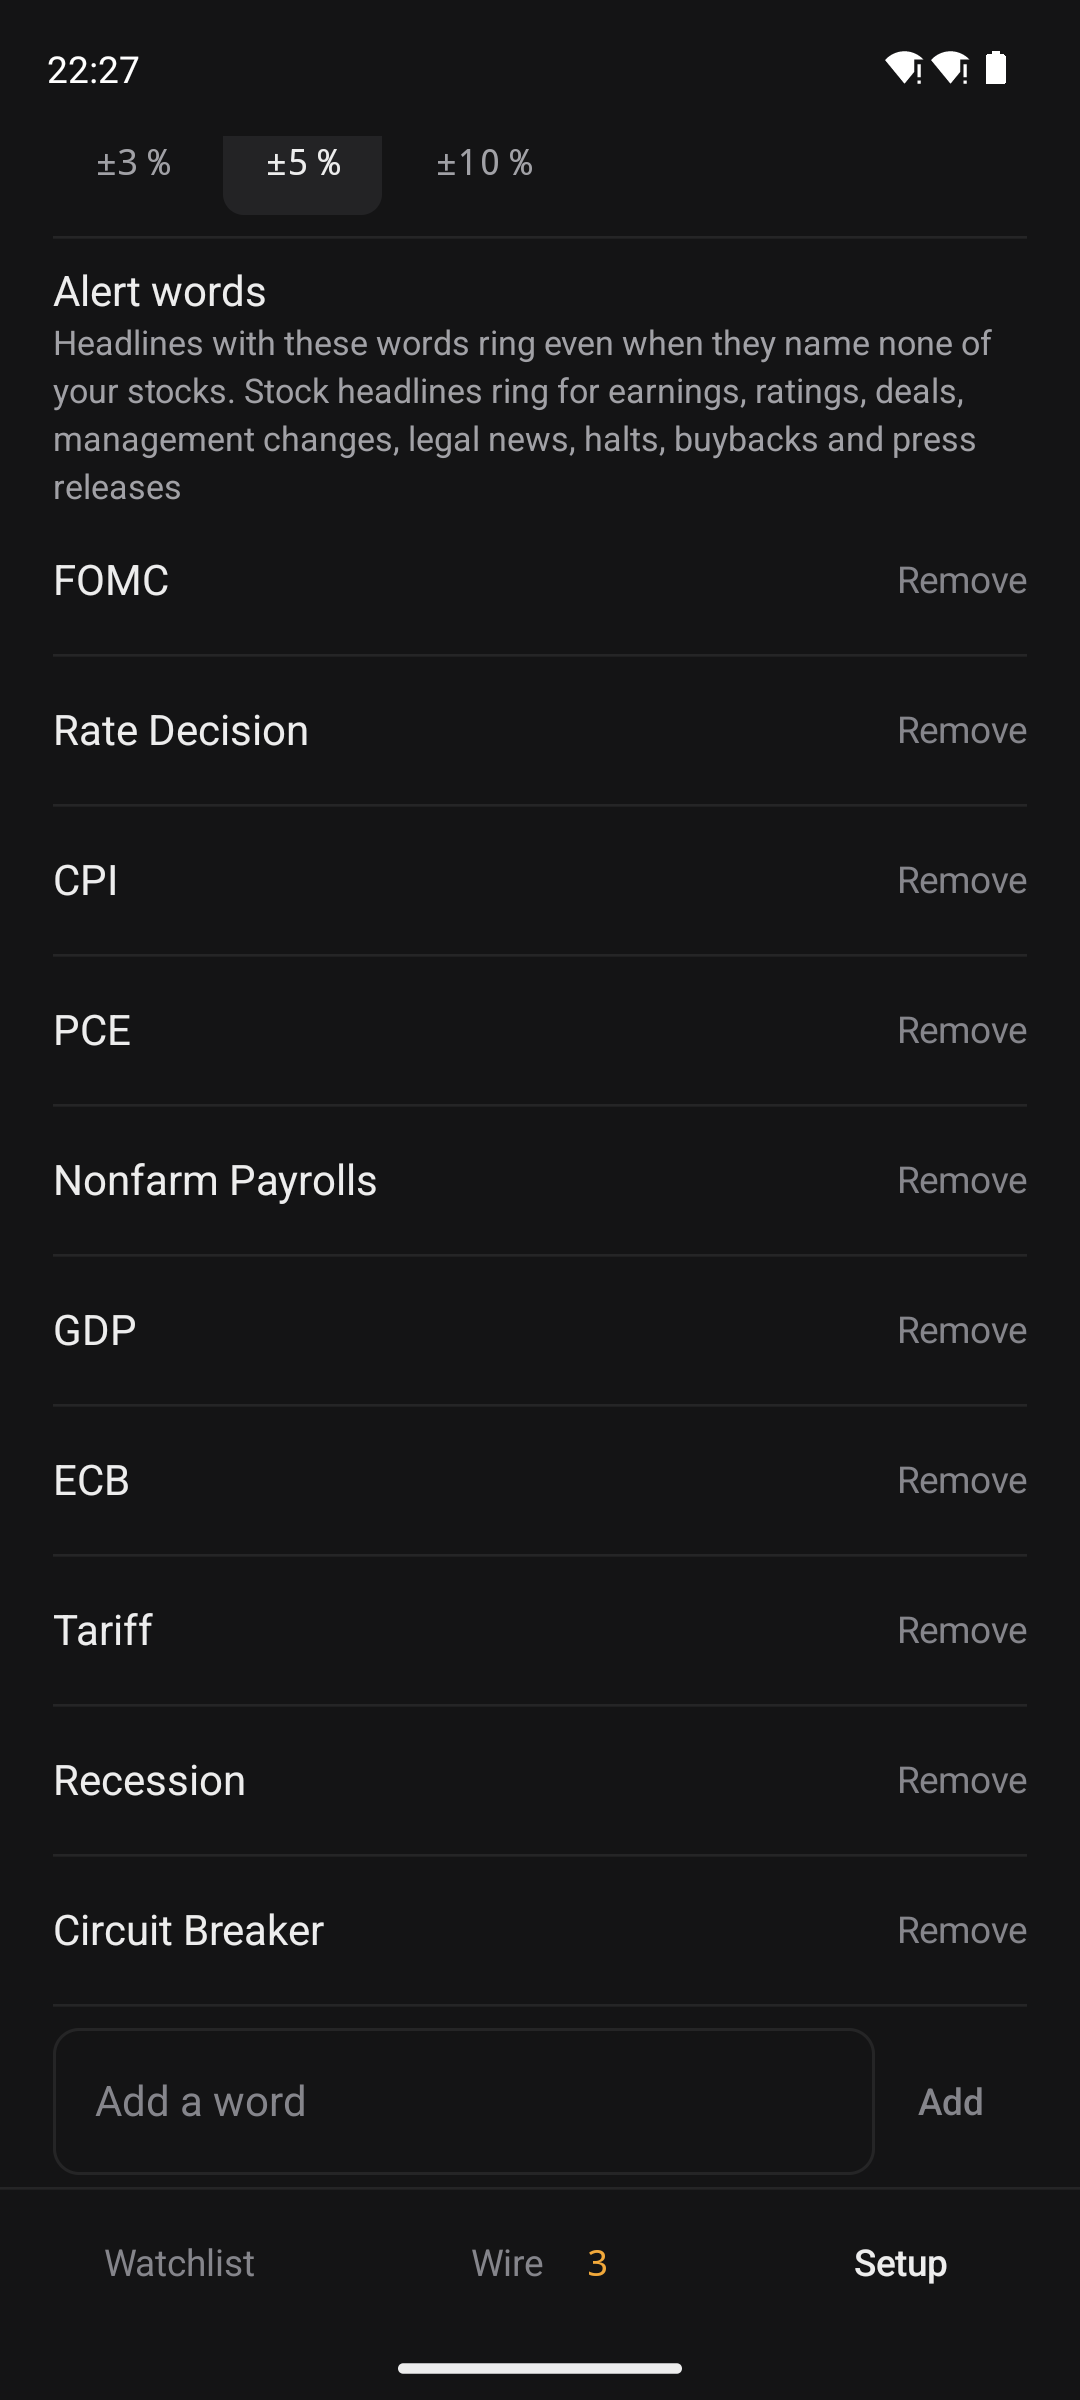 22:27
±3 % ±5 % ±10 %
Alert words
Headlines with these words ring even when they name none of
your stocks. Stock headlines ring for earnings, ratings, deals,
management changes, legal news, halts, buybacks and press
releases
FOMC Remove
Rate Decision Remove
CPI Remove
PCE Remove
Nonfarm Payrolls Remove
GDP Remove
ECB Remove
Tariff Remove
Recession Remove
Circuit Breaker Remove
Add a word Add
Watchlist Wire 3 Setup